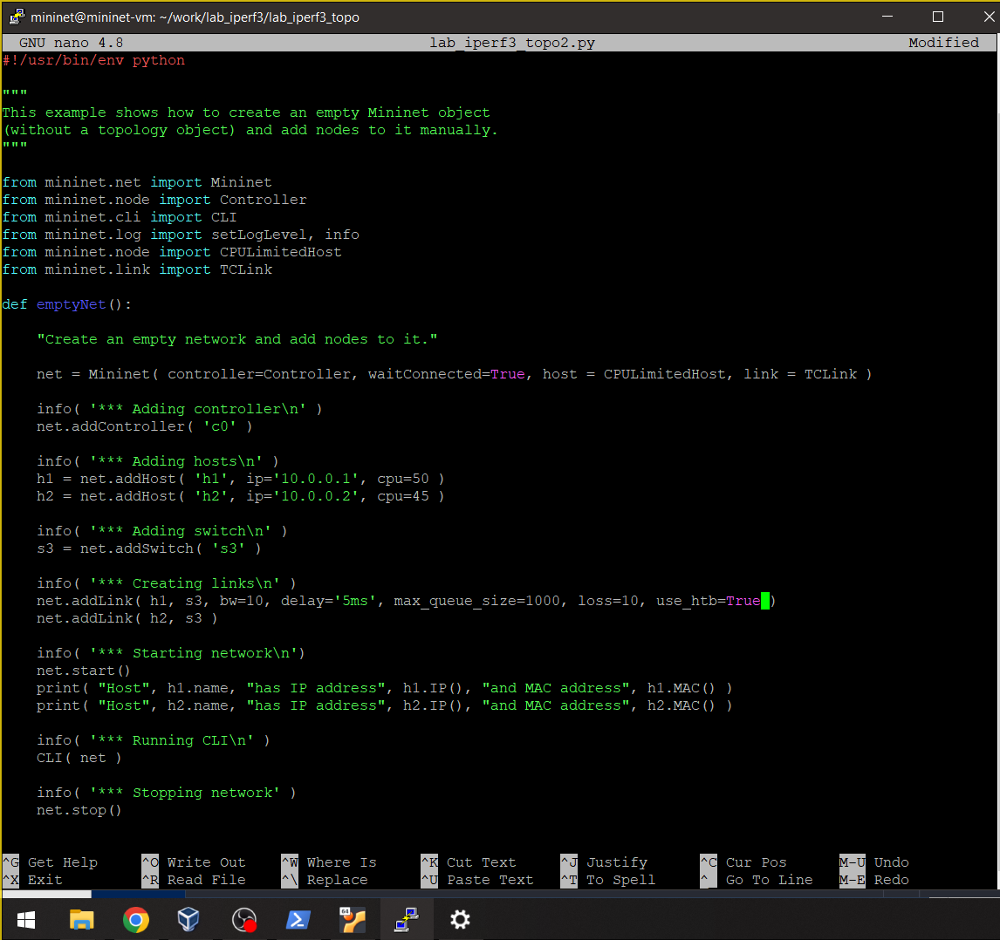 mininet@mininet-vm: ~/work/lab_iperf3/lab_iperf3_topo
GNU nano 4.8 lab_iperf3_topo2.py Modified
#!/usr/bin/env python
"""
This example shows how to create an empty Mininet object
(without a topology object) and add nodes to it manually.
"""
from mininet.net import Mininet
from mininet.node import Controller
from mininet.cli import CLI
from mininet.log import setLogLevel, info
from mininet.node import CPULimitedHost
from mininet.link import TCLink
def emptyNet():
"Create an empty network and add nodes to it."
net = Mininet( controller=Controller, waitConnected=True, host = CPULimitedHost, link = TCLink )
info( '*** Adding controller\n' )
net.addController( 'c0' )
info( '*** Adding hosts\n' )
h1 = net.addHost( 'h1', ip='10.0.0.1', cpu=50 )
h2 = net.addHost( 'h2', ip='10.0.0.2', cpu=45 )
info( '*** Adding switch\n' )
s3 = net.addSwitch( 's3' )
info( '*** Creating links\n' )
net.addLink( h1, s3, bw=10, delay='5ms', max_queue_size=1000, loss=10, use_htb=True )
net.addLink( h2, s3 )
info( '*** Starting network\n')
net.start()
print( "Host", h1.name, "has IP address", h1.IP(), "and MAC address", h1.MAC() )
print( "Host", h2.name, "has IP address", h2.IP(), "and MAC address", h2.MAC() )
info( '*** Running CLI\n' )
CLI( net )
info( '*** Stopping network' )
net.stop()
^G Get Help ^O Write Out ^W Where Is ^K Cut Text ^J Justify ^C Cur Pos M-U Undo
^X Exit ^R Read File ^\ Replace ^U Paste Text ^T To Spell ^_ Go To Line M-E Redo
64